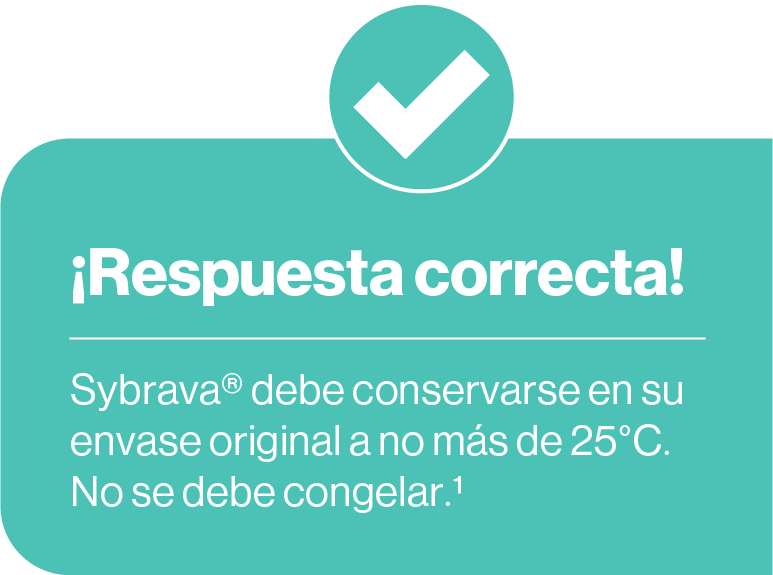 ¡Respuesta correcta!
Sybrava® debe conservarse en su
envase original a no más de 25°C.
No se debe congelar.¹